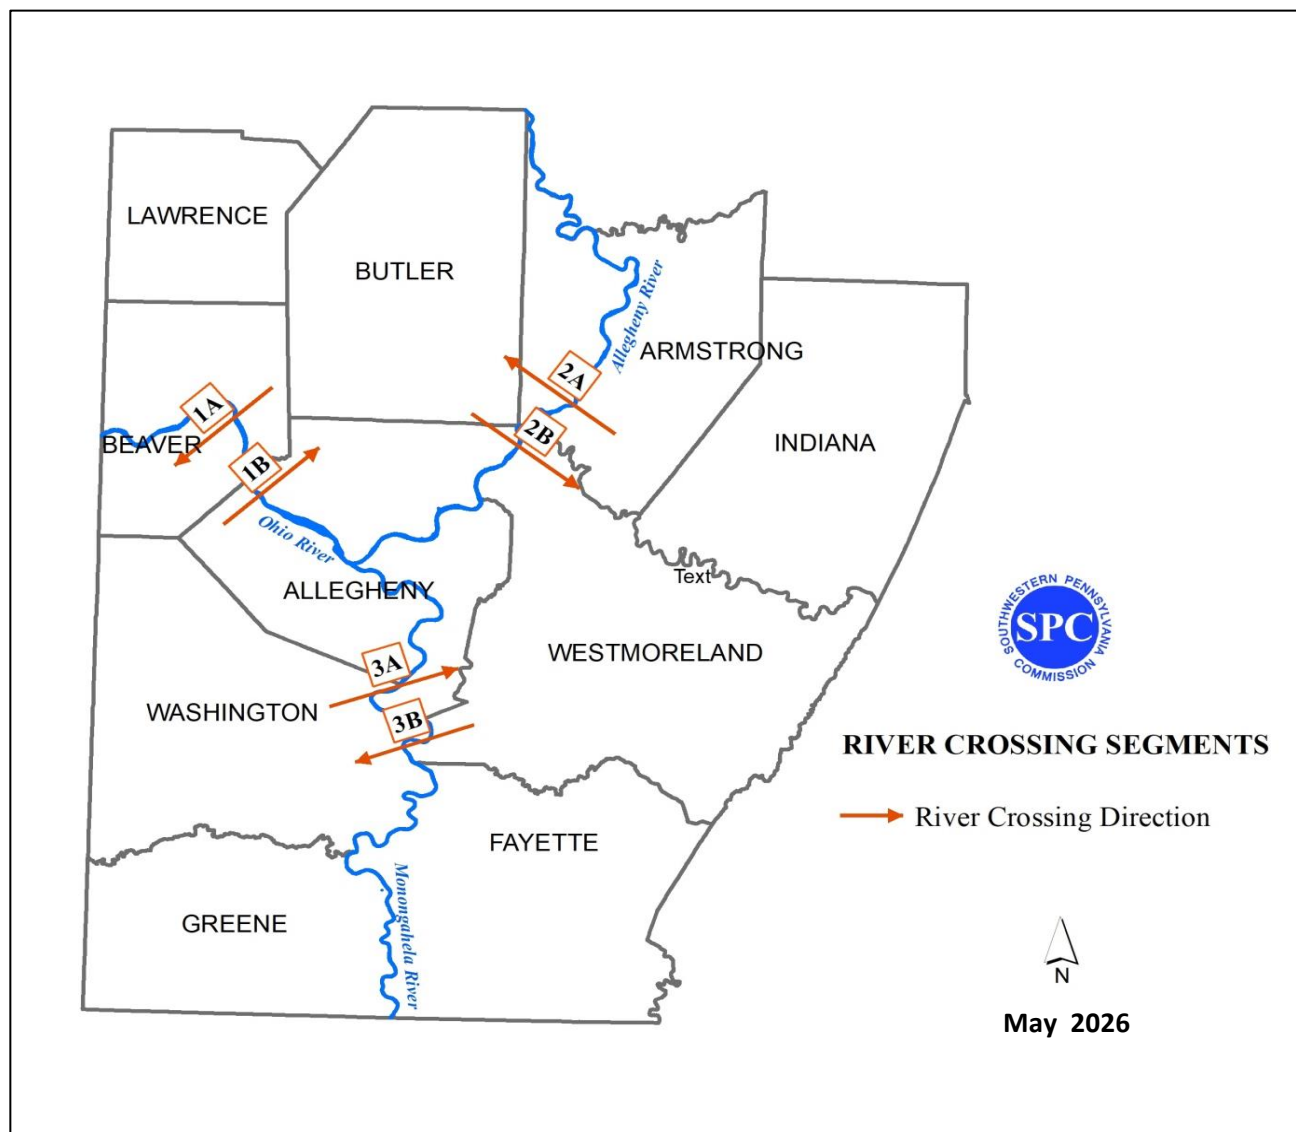 LAWRENCE
BUTLER
Allegheny River
ARMSTRONG
2A
1A
2B
BEAVER
INDIANA
1B
Ohio River
Text
ALLEGHENY
SOUTHWESTERN PENNSYLVANIA
SPC
COMMISSION
WESTMORELAND
3A
WASHINGTON
3B
RIVER CROSSING SEGMENTS
River Crossing Direction
FAYETTE
Monongahela River
GREENE
N
May 2026